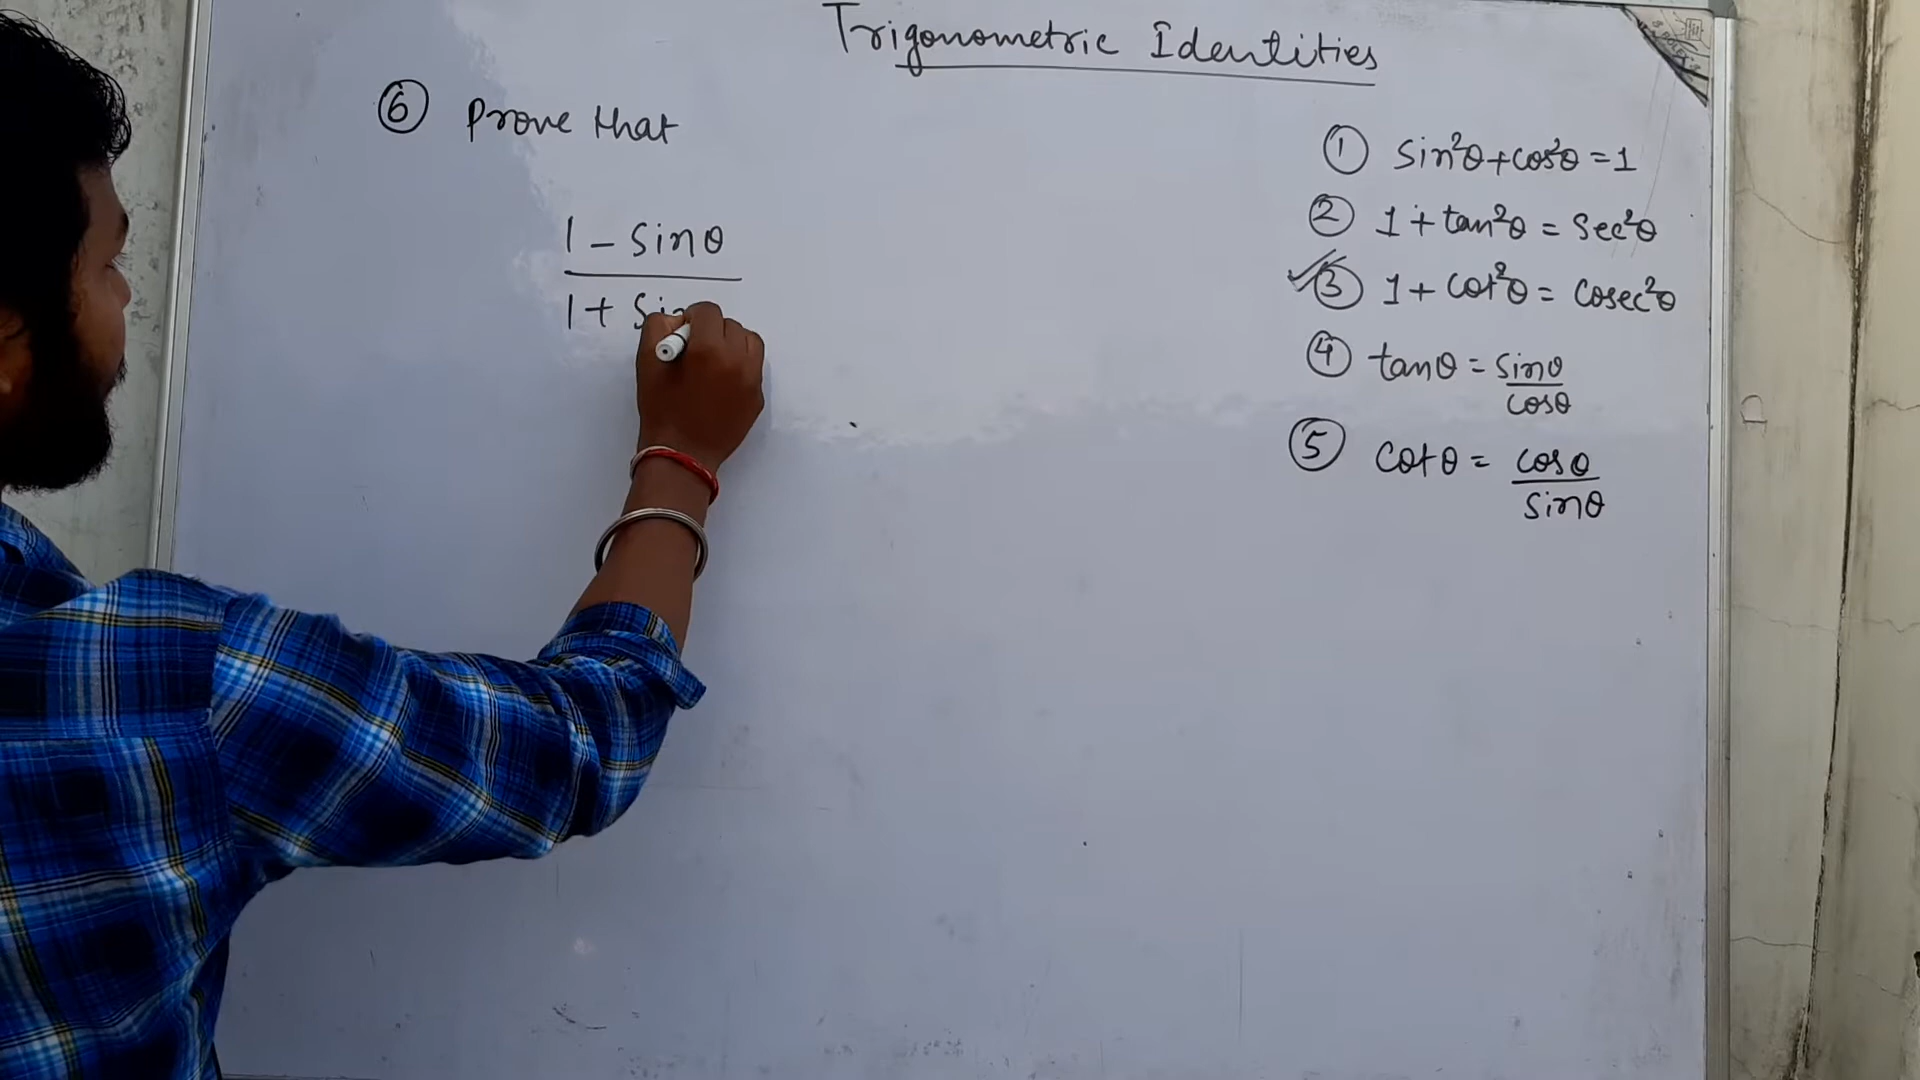 Trigonometric Identities
⑥ Prove that
1 - Sinθ
1 + Sin
① Sin²θ+cos²θ = 1
② 1 + tan²θ = Sec²θ
✓③ 1 + cot²θ = cosec²θ
④ tanθ = sinθ
cosθ
⑤ cotθ = cosθ
sinθ